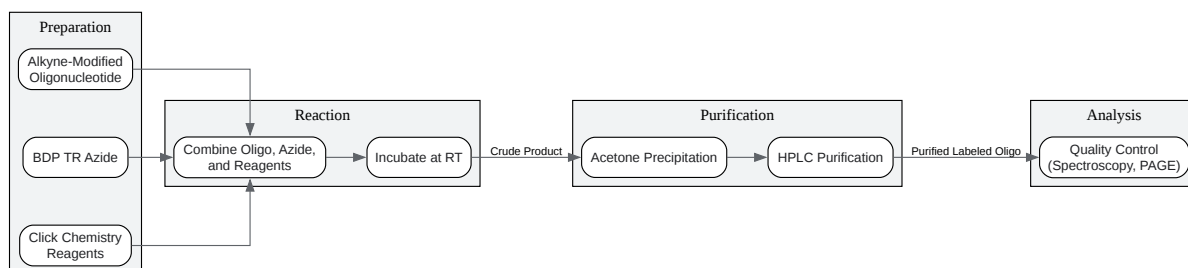 Preparation
Alkyne-Modified
Oligonucleotide
BDP TR Azide
Click Chemistry
Reagents
Reaction
Combine Oligo, Azide,
and Reagents
Incubate at RT
Crude Product
Purification
Acetone Precipitation
HPLC Purification
Purified Labeled Oligo
Analysis
Quality Control
(Spectroscopy, PAGE)